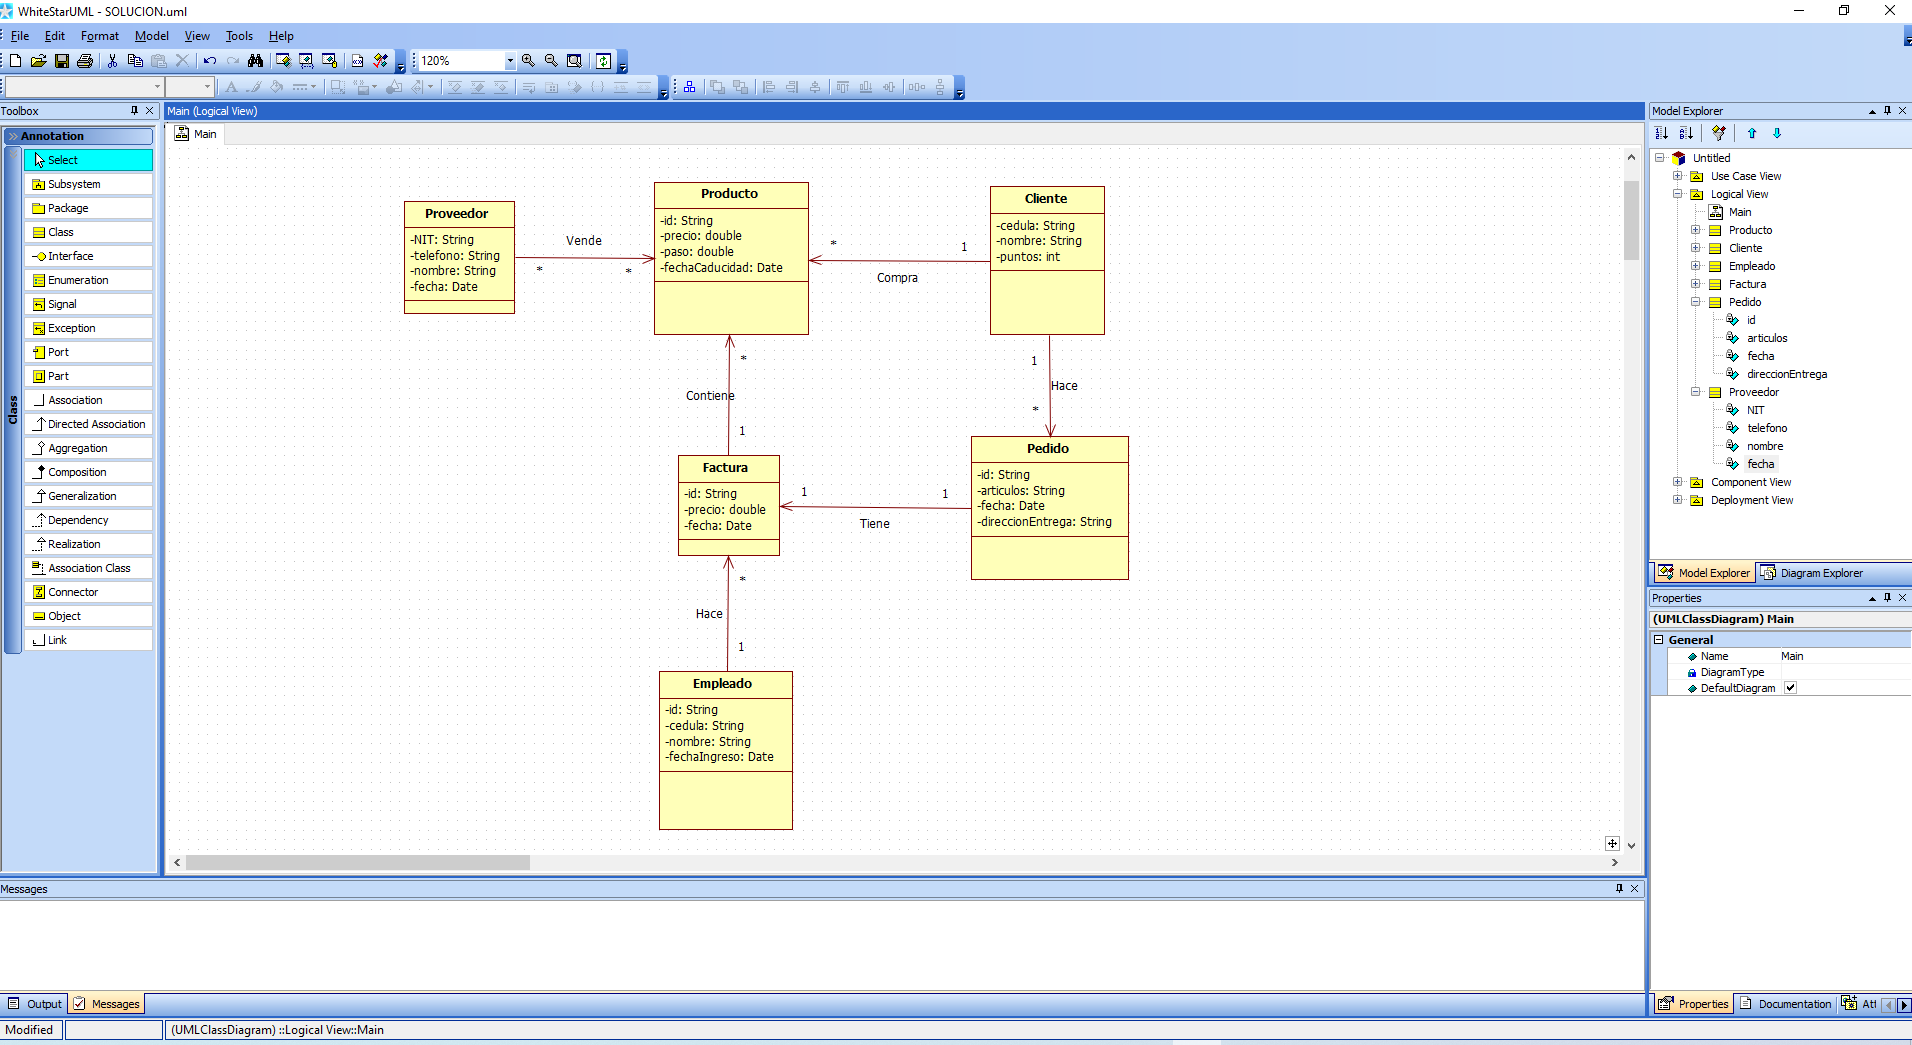 WhiteStarUML - SOLUCION.uml
File Edit Format Model View Tools Help
120%
Toolbox
Annotation
Class
Select
Subsystem
Package
Class
Interface
Enumeration
Signal
Exception
Port
Part
Association
Directed Association
Aggregation
Composition
Generalization
Dependency
Realization
Association Class
Connector
Object
Link
Main (Logical View)
Main
Proveedor
-NIT: String
-telefono: String
-nombre: String
-fecha: Date
Vende
*
*
Producto
-id: String
-precio: double
-paso: double
-fechaCaducidad: Date
*
1
Compra
Cliente
-cedula: String
-nombre: String
-puntos: int
*
Contiene
1
1
Hace
*
Factura
-id: String
-precio: double
-fecha: Date
1
1
Tiene
Pedido
-id: String
-articulos: String
-fecha: Date
-direccionEntrega: String
*
Hace
1
Empleado
-id: String
-cedula: String
-nombre: String
-fechaIngreso: Date
Model Explorer
Untitled
Use Case View
Logical View
Main
Producto
Cliente
Empleado
Factura
Pedido
id
articulos
fecha
direccionEntrega
Proveedor
NIT
telefono
nombre
fecha
Component View
Deployment View
Model Explorer Diagram Explorer
Properties
(UMLClassDiagram) Main
General
Name Main
DiagramType
DefaultDiagram
Messages
Output Messages
Properties Documentation Att
Modified
(UMLClassDiagram) ::Logical View::Main